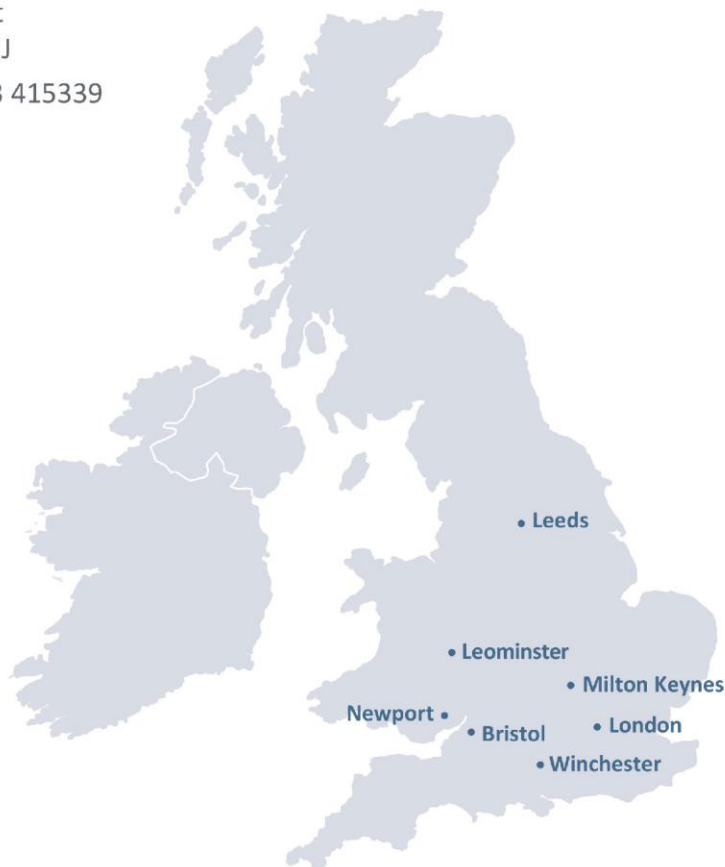 J
415339
Leeds
Leominster
Milton Keynes
Newport
London
Bristol
Winchester